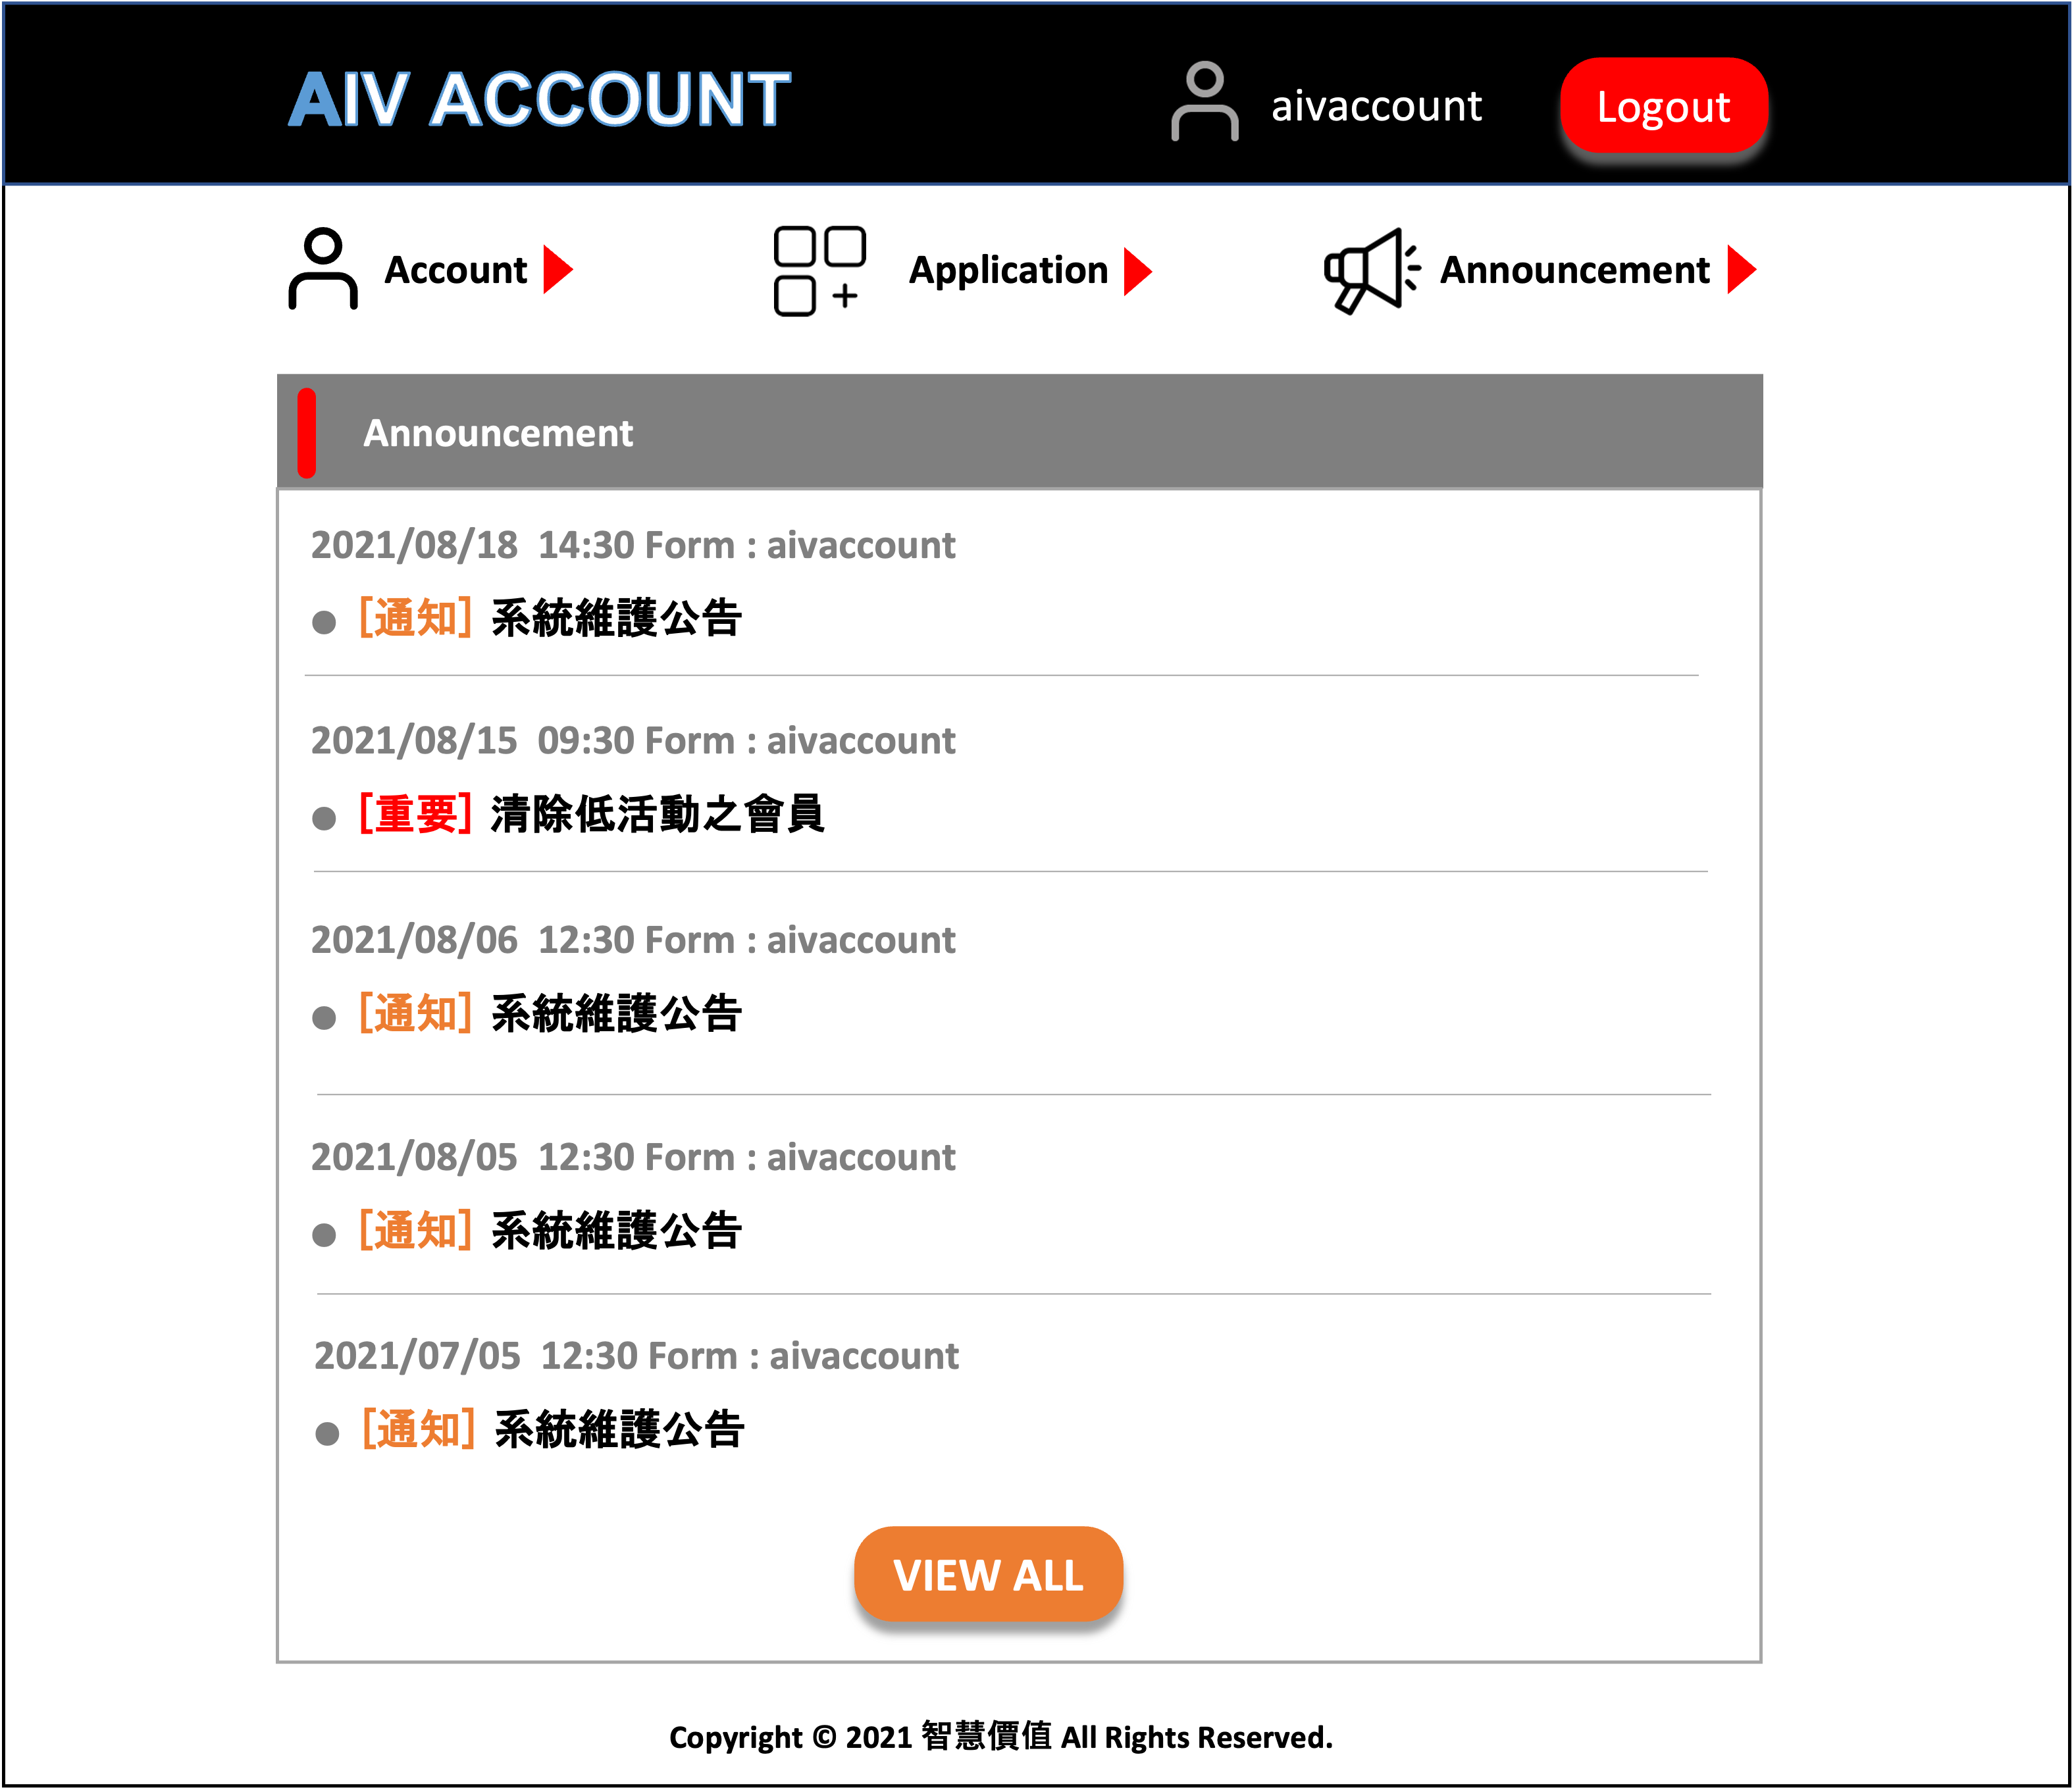 AIV ACCOUNT
aivaccount
Logout
Account
Application
Announcement
Announcement
2021/08/18  14:30 Form : aivaccount
[通知] 系統維護公告
2021/08/15  09:30 Form : aivaccount
[重要] 清除低活動之會員
2021/08/06  12:30 Form : aivaccount
[通知] 系統維護公告
2021/08/05  12:30 Form : aivaccount
[通知] 系統維護公告
2021/07/05  12:30 Form : aivaccount
[通知] 系統維護公告
VIEW ALL
Copyright © 2021 智慧價值 All Rights Reserved.